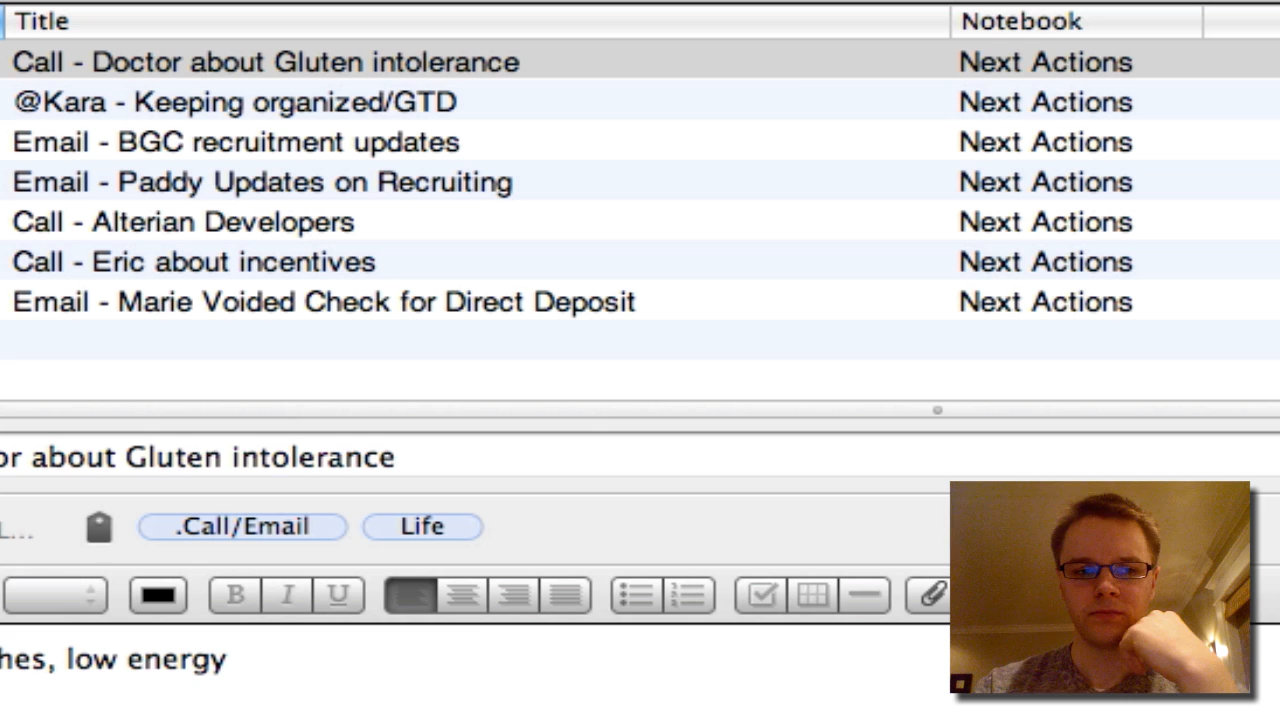 Title Notebook
Call - Doctor about Gluten intolerance Next Actions
@Kara - Keeping organized/GTD Next Actions
Email - BGC recruitment updates Next Actions
Email - Paddy Updates on Recruiting Next Actions
Call - Alterian Developers Next Actions
Call - Eric about incentives Next Actions
Email - Marie Voided Check for Direct Deposit Next Actions
or about Gluten intolerance
L... .Call/Email Life
B I U
hes, low energy